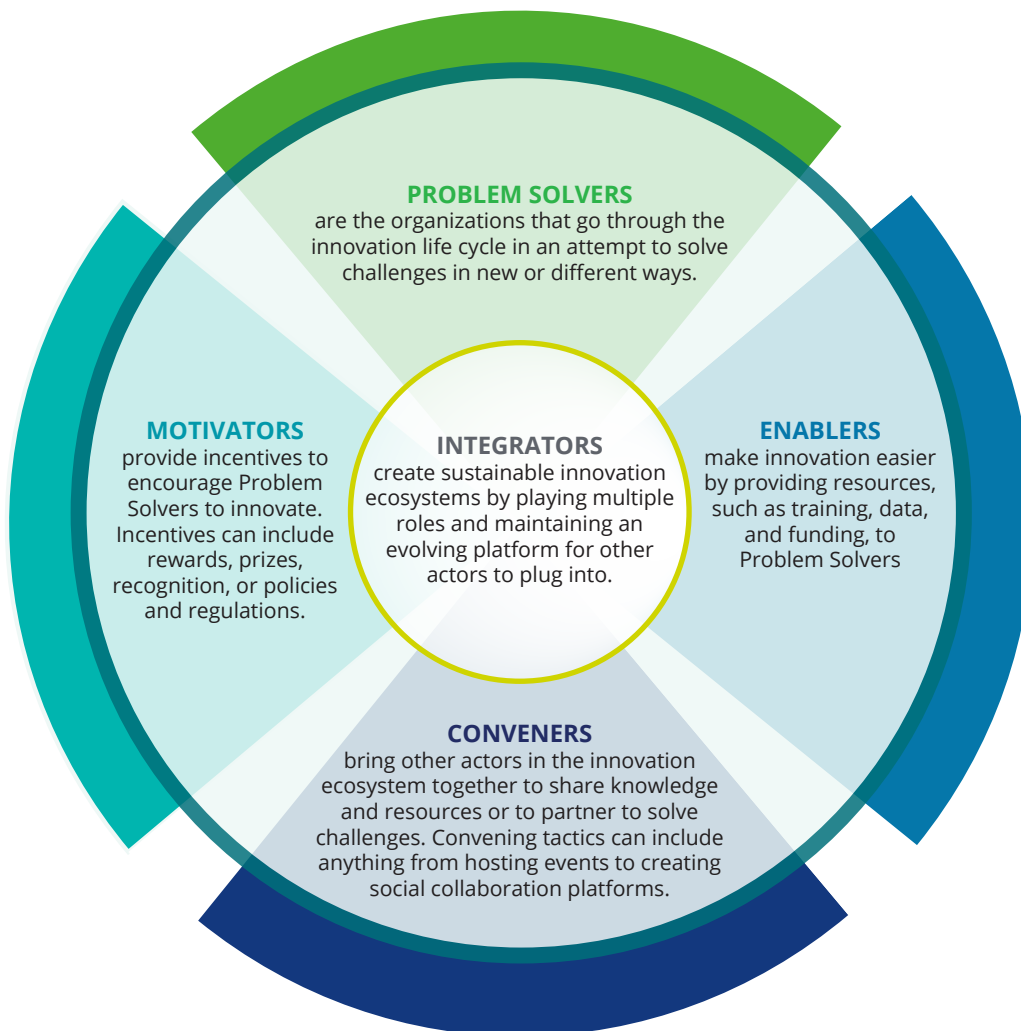 PROBLEM SOLVERS
are the organizations that go through the
innovation life cycle in an attempt to solve
challenges in new or different ways.
MOTIVATORS
provide incentives to
encourage Problem
Solvers to innovate.
Incentives can include
rewards, prizes,
recognition, or policies
and regulations.
INTEGRATORS
create sustainable innovation
ecosystems by playing multiple
roles and maintaining an
evolving platform for other
actors to plug into.
ENABLERS
make innovation easier
by providing resources,
such as training, data,
and funding, to
Problem Solvers
CONVENERS
bring other actors in the innovation
ecosystem together to share knowledge
and resources or to partner to solve
challenges. Convening tactics can include
anything from hosting events to creating
social collaboration platforms.